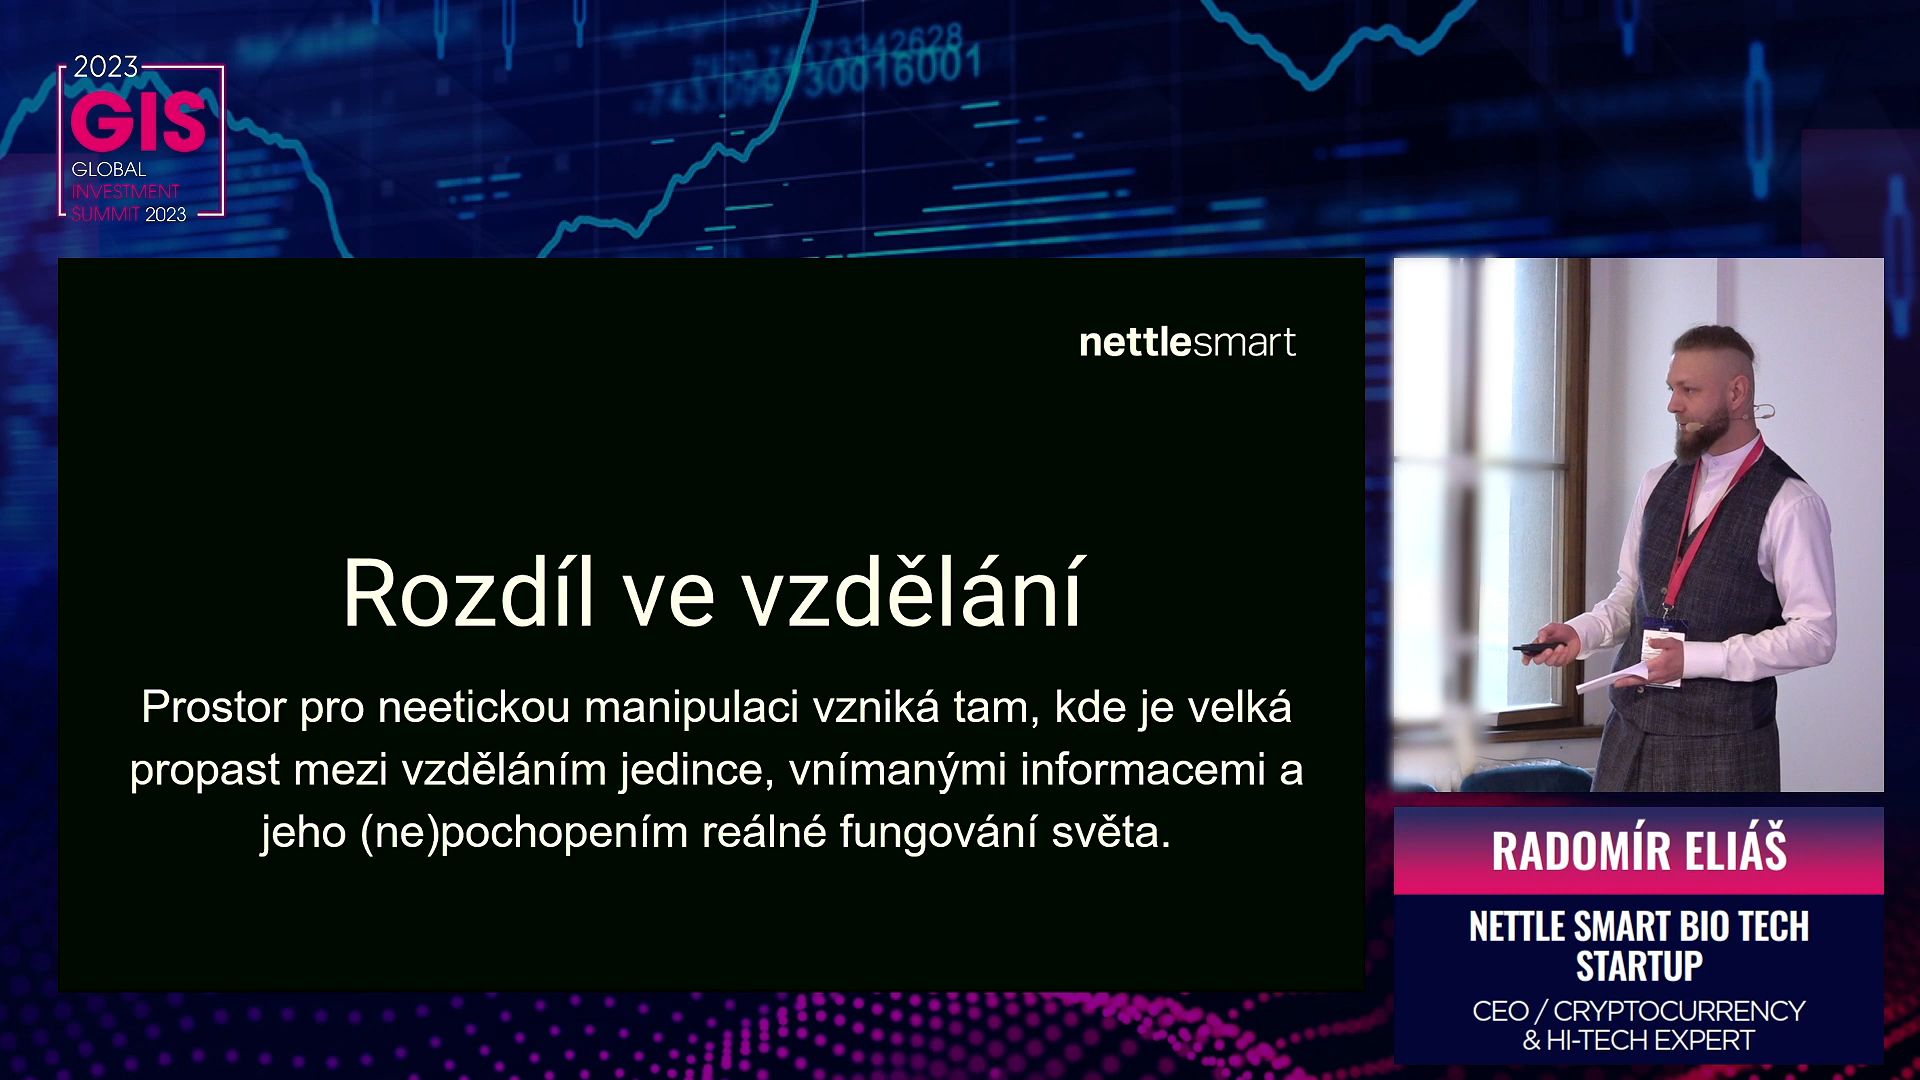 2023
GIS
GLOBAL
INVESTMENT
SUMMIT 2023
nettlesmart
Rozdíl ve vzdělání
Prostor pro neetickou manipulaci vzniká tam, kde je velká
propast mezi vzděláním jedince, vnímanými informacemi a
jeho (ne)pochopením reálné fungování světa.
RADOMÍR ELIÁŠ
NETTLE SMART BIO TECH
STARTUP
CEO / CRYPTOCURRENCY
& HI-TECH EXPERT